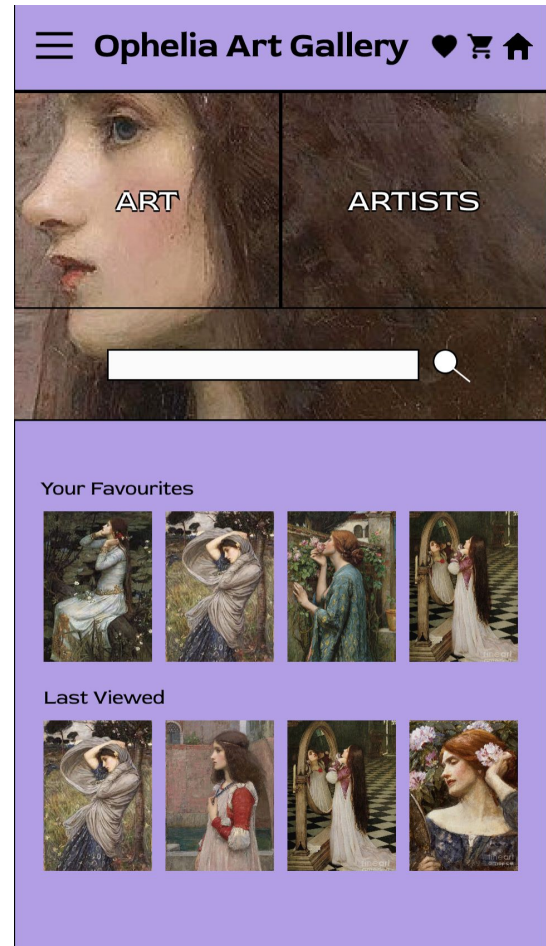 Ophelia Art Gallery
ART
ARTISTS
Your Favourites
Last Viewed